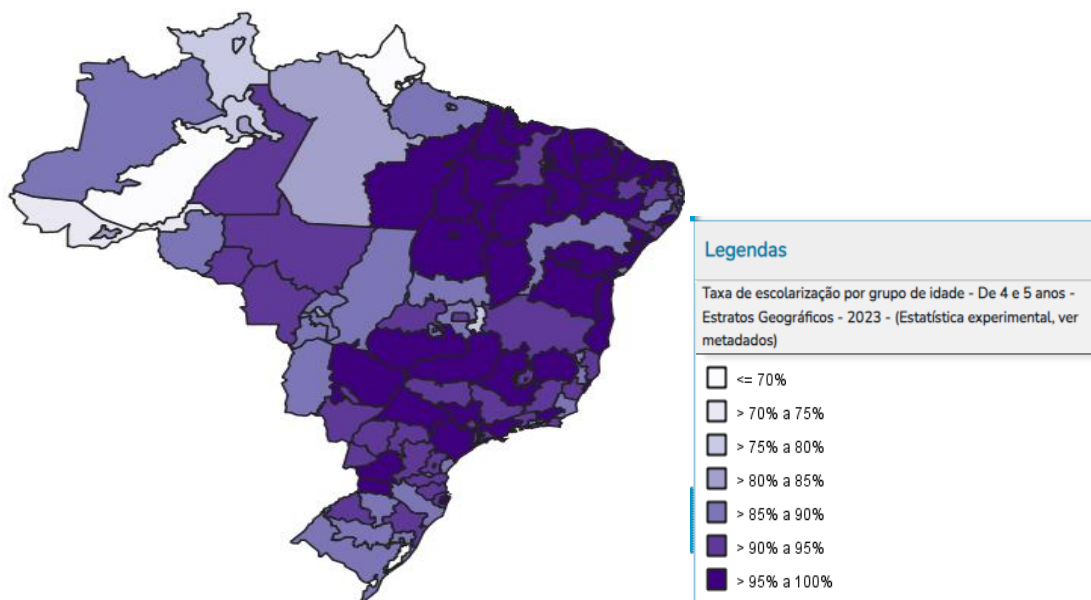 Legendas
Taxa de escolarização por grupo de idade - De 4 e 5 anos -
Estratos Geográficos - 2023 - (Estatística experimental, ver
metadados)
<= 70%
> 70% a 75%
> 75% a 80%
> 80% a 85%
> 85% a 90%
> 90% a 95%
> 95% a 100%